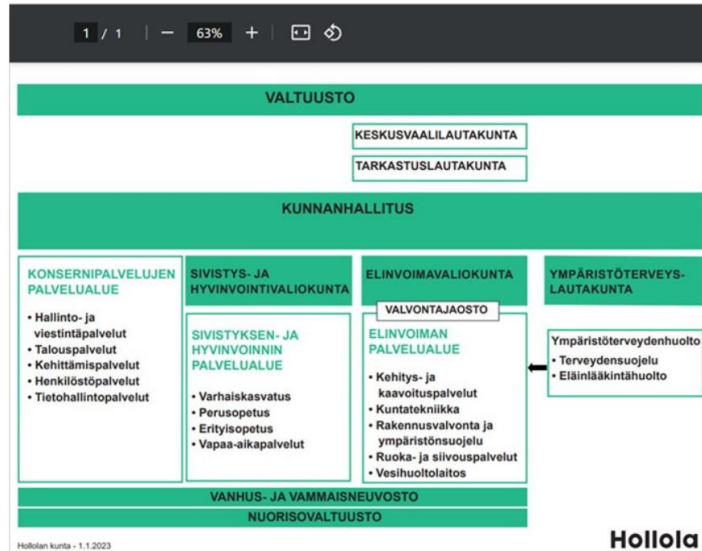 1 / 1 | − 63% + |
VALTUUSTO
KESKUSVAALILAUTAKUNTA
TARKASTUSLAUTAKUNTA
KUNNANHALLITUS
KONSERNIPALVELUJEN
PALVELUALUE
• Hallinto- ja
viestintäpalvelut
• Talouspalvelut
• Kehittämispalvelut
• Henkilöstöpalvelut
• Tietohallintopalvelut
SIVISTYS- JA
HYVINVOINTIVALIOKUNTA
SIVISTYKSEN- JA
HYVINVOINNIN
PALVELUALUE
• Varhaiskasvatus
• Perusopetus
• Erityisopetus
• Vapaa-aikapalvelut
ELINVOIMAVALIOKUNTA
VALVONTAJAOSTO
ELINVOIMAN
PALVELUALUE
• Kehitys- ja
kaavoituspalvelut
• Kuntatekniikka
• Rakennusvalvonta ja
ympäristönsuojelu
• Ruoka- ja siivouspalvelut
• Vesihuoltolaitos
YMPÄRISTÖTERVEYS-
LAUTAKUNTA
Ympäristöterveydenhuolto
• Terveydensuojelu
• Eläinlääkintähuolto
VANHUS- JA VAMMAISNEUVOSTO
NUORISOVALTUUSTO
Hollolan kunta - 1.1.2023
Hollola